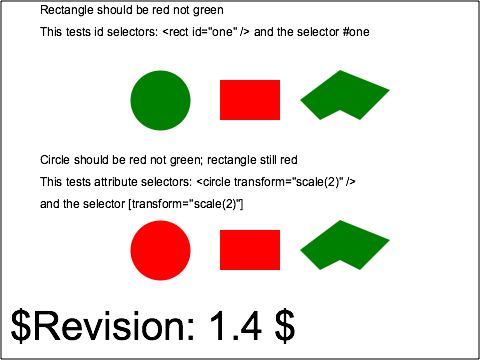 Rectangle should be red not green
This tests id selectors: <rect id="one" /> and the selector #one
Circle should be red not green; rectangle still red
This tests attribute selectors: <circle transform="scale(2)" />
and the selector [transform="scale(2)"]
$Revision: 1.4 $